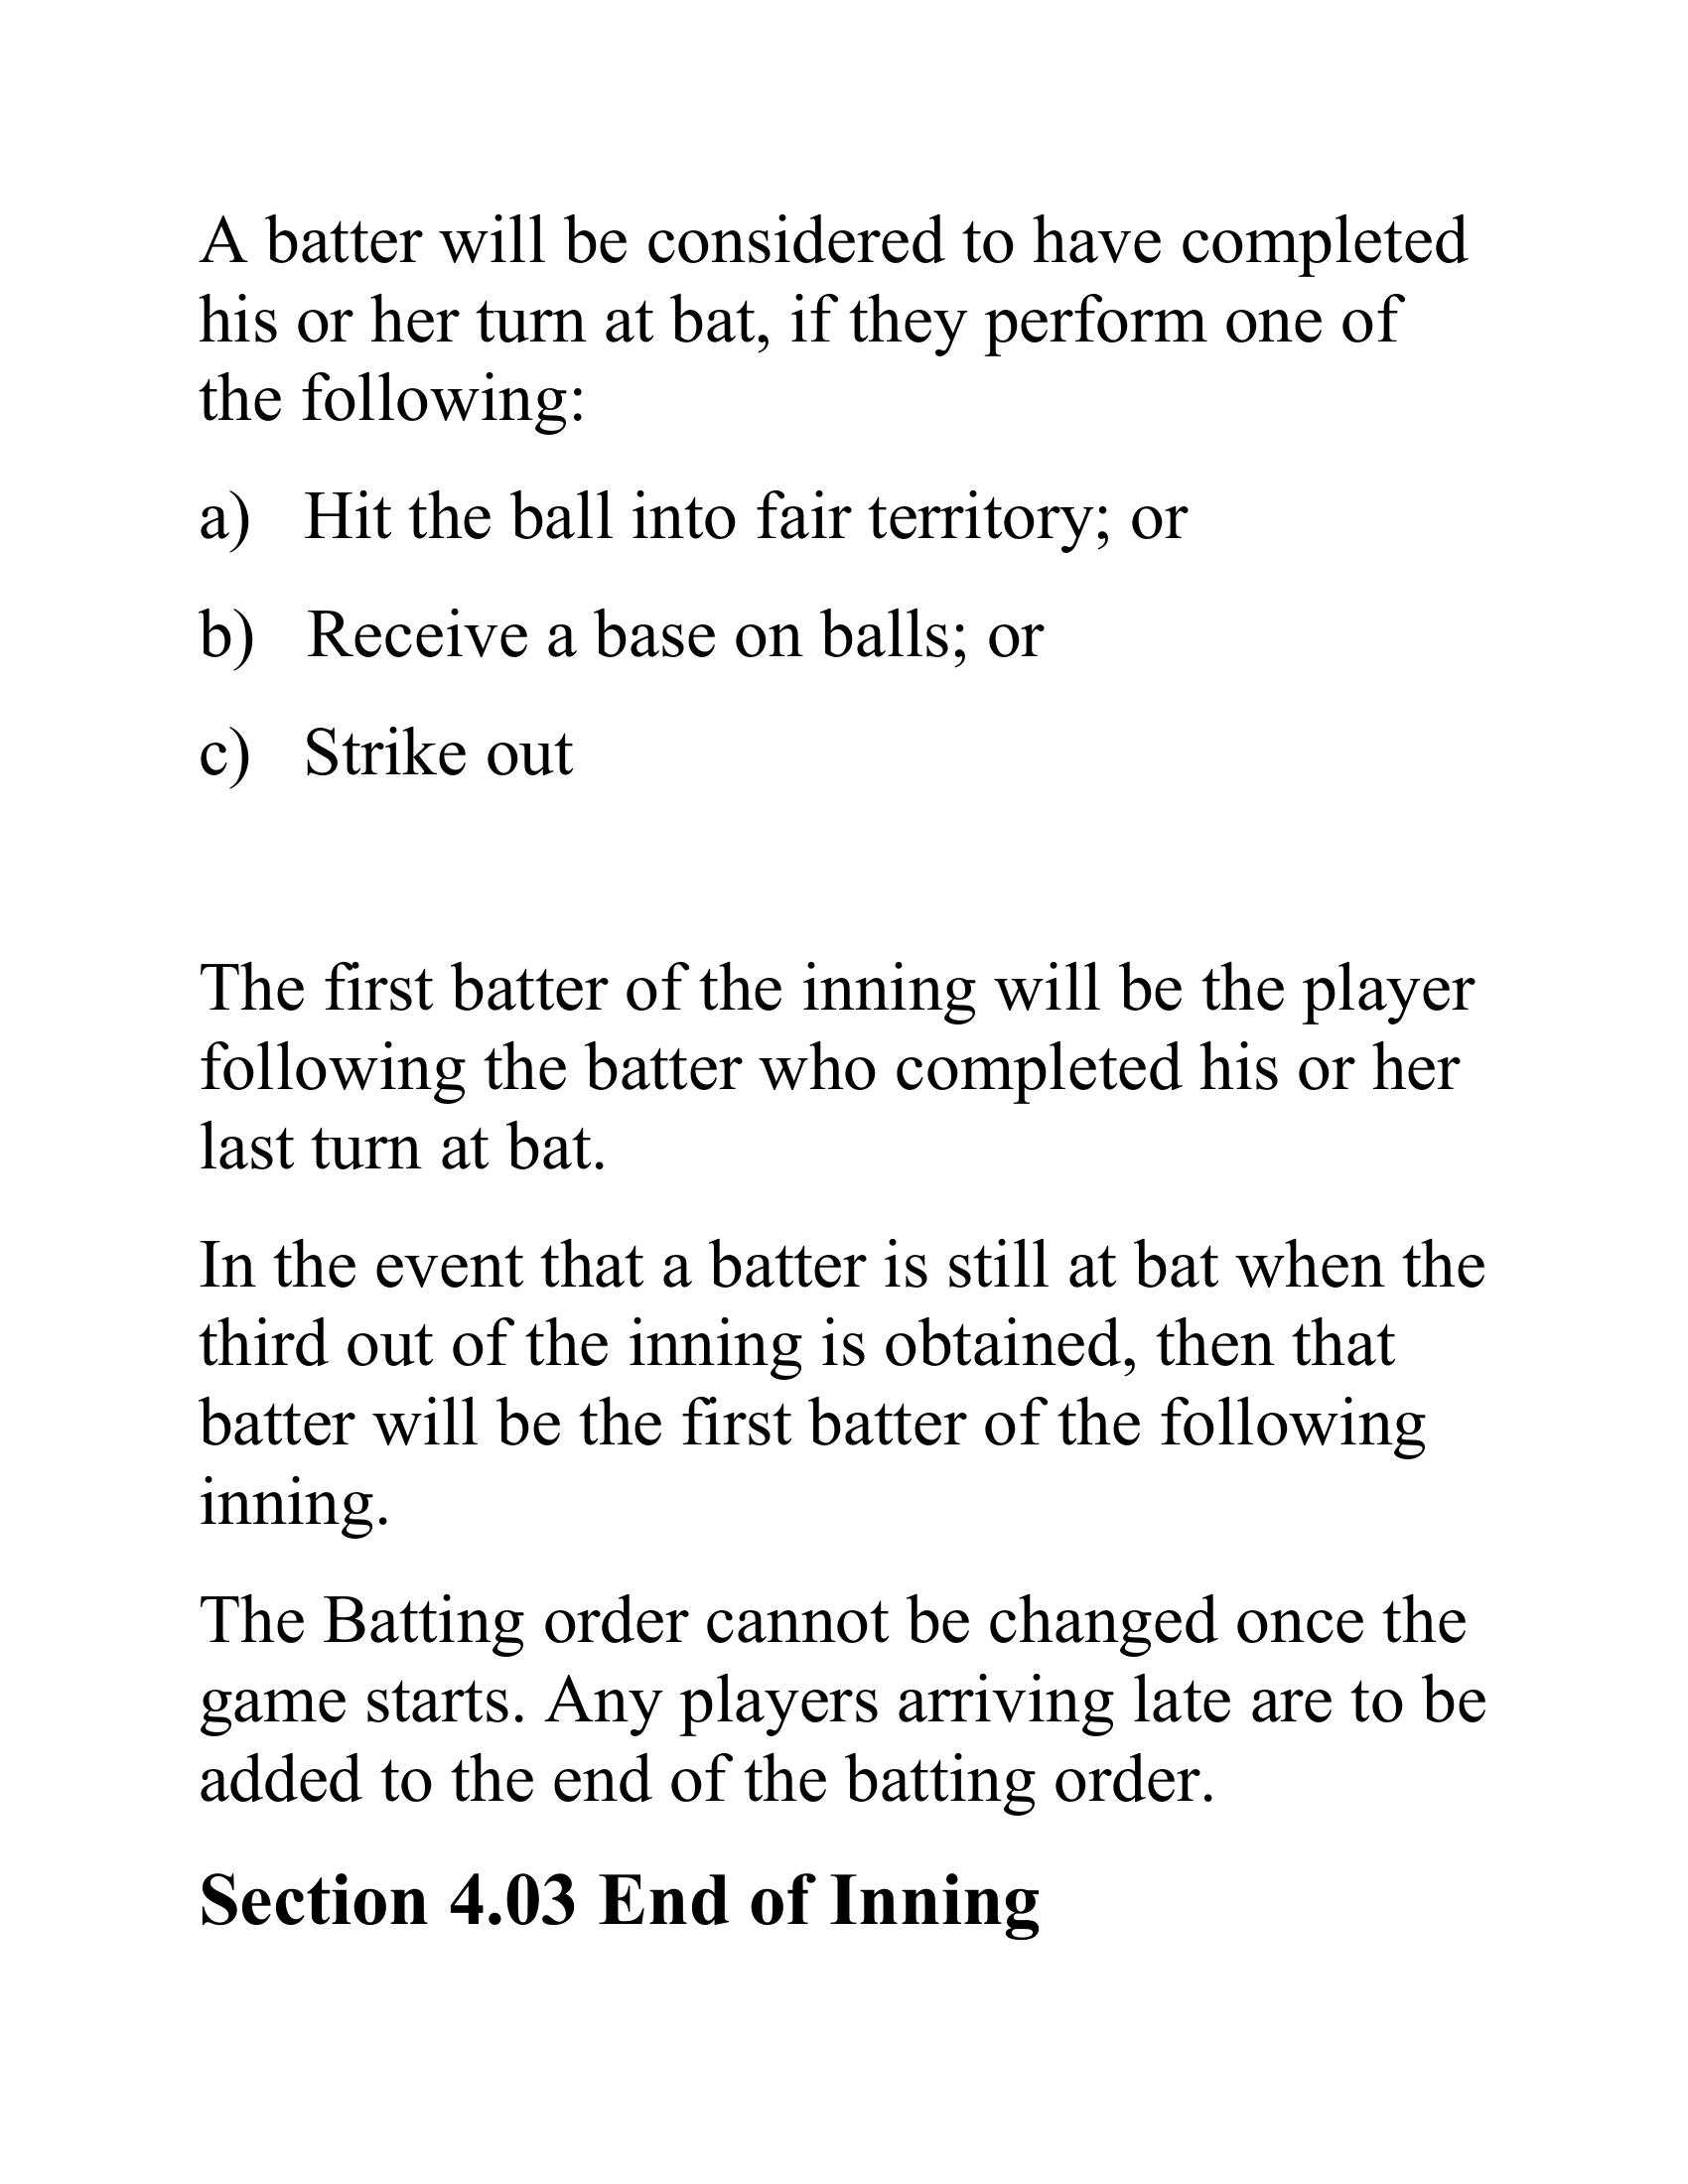 A batter will be considered to have completed
his or her turn at bat, if they perform one of
the following:
a) Hit the ball into fair territory; or
b) Receive a base on balls; or
c) Strike out
The first batter of the inning will be the player
following the batter who completed his or her
last turn at bat.
In the event that a batter is still at bat when the
third out of the inning is obtained, then that
batter will be the first batter of the following
inning.
The Batting order cannot be changed once the
game starts. Any players arriving late are to be
added to the end of the batting order.
Section 4.03 End of Inning